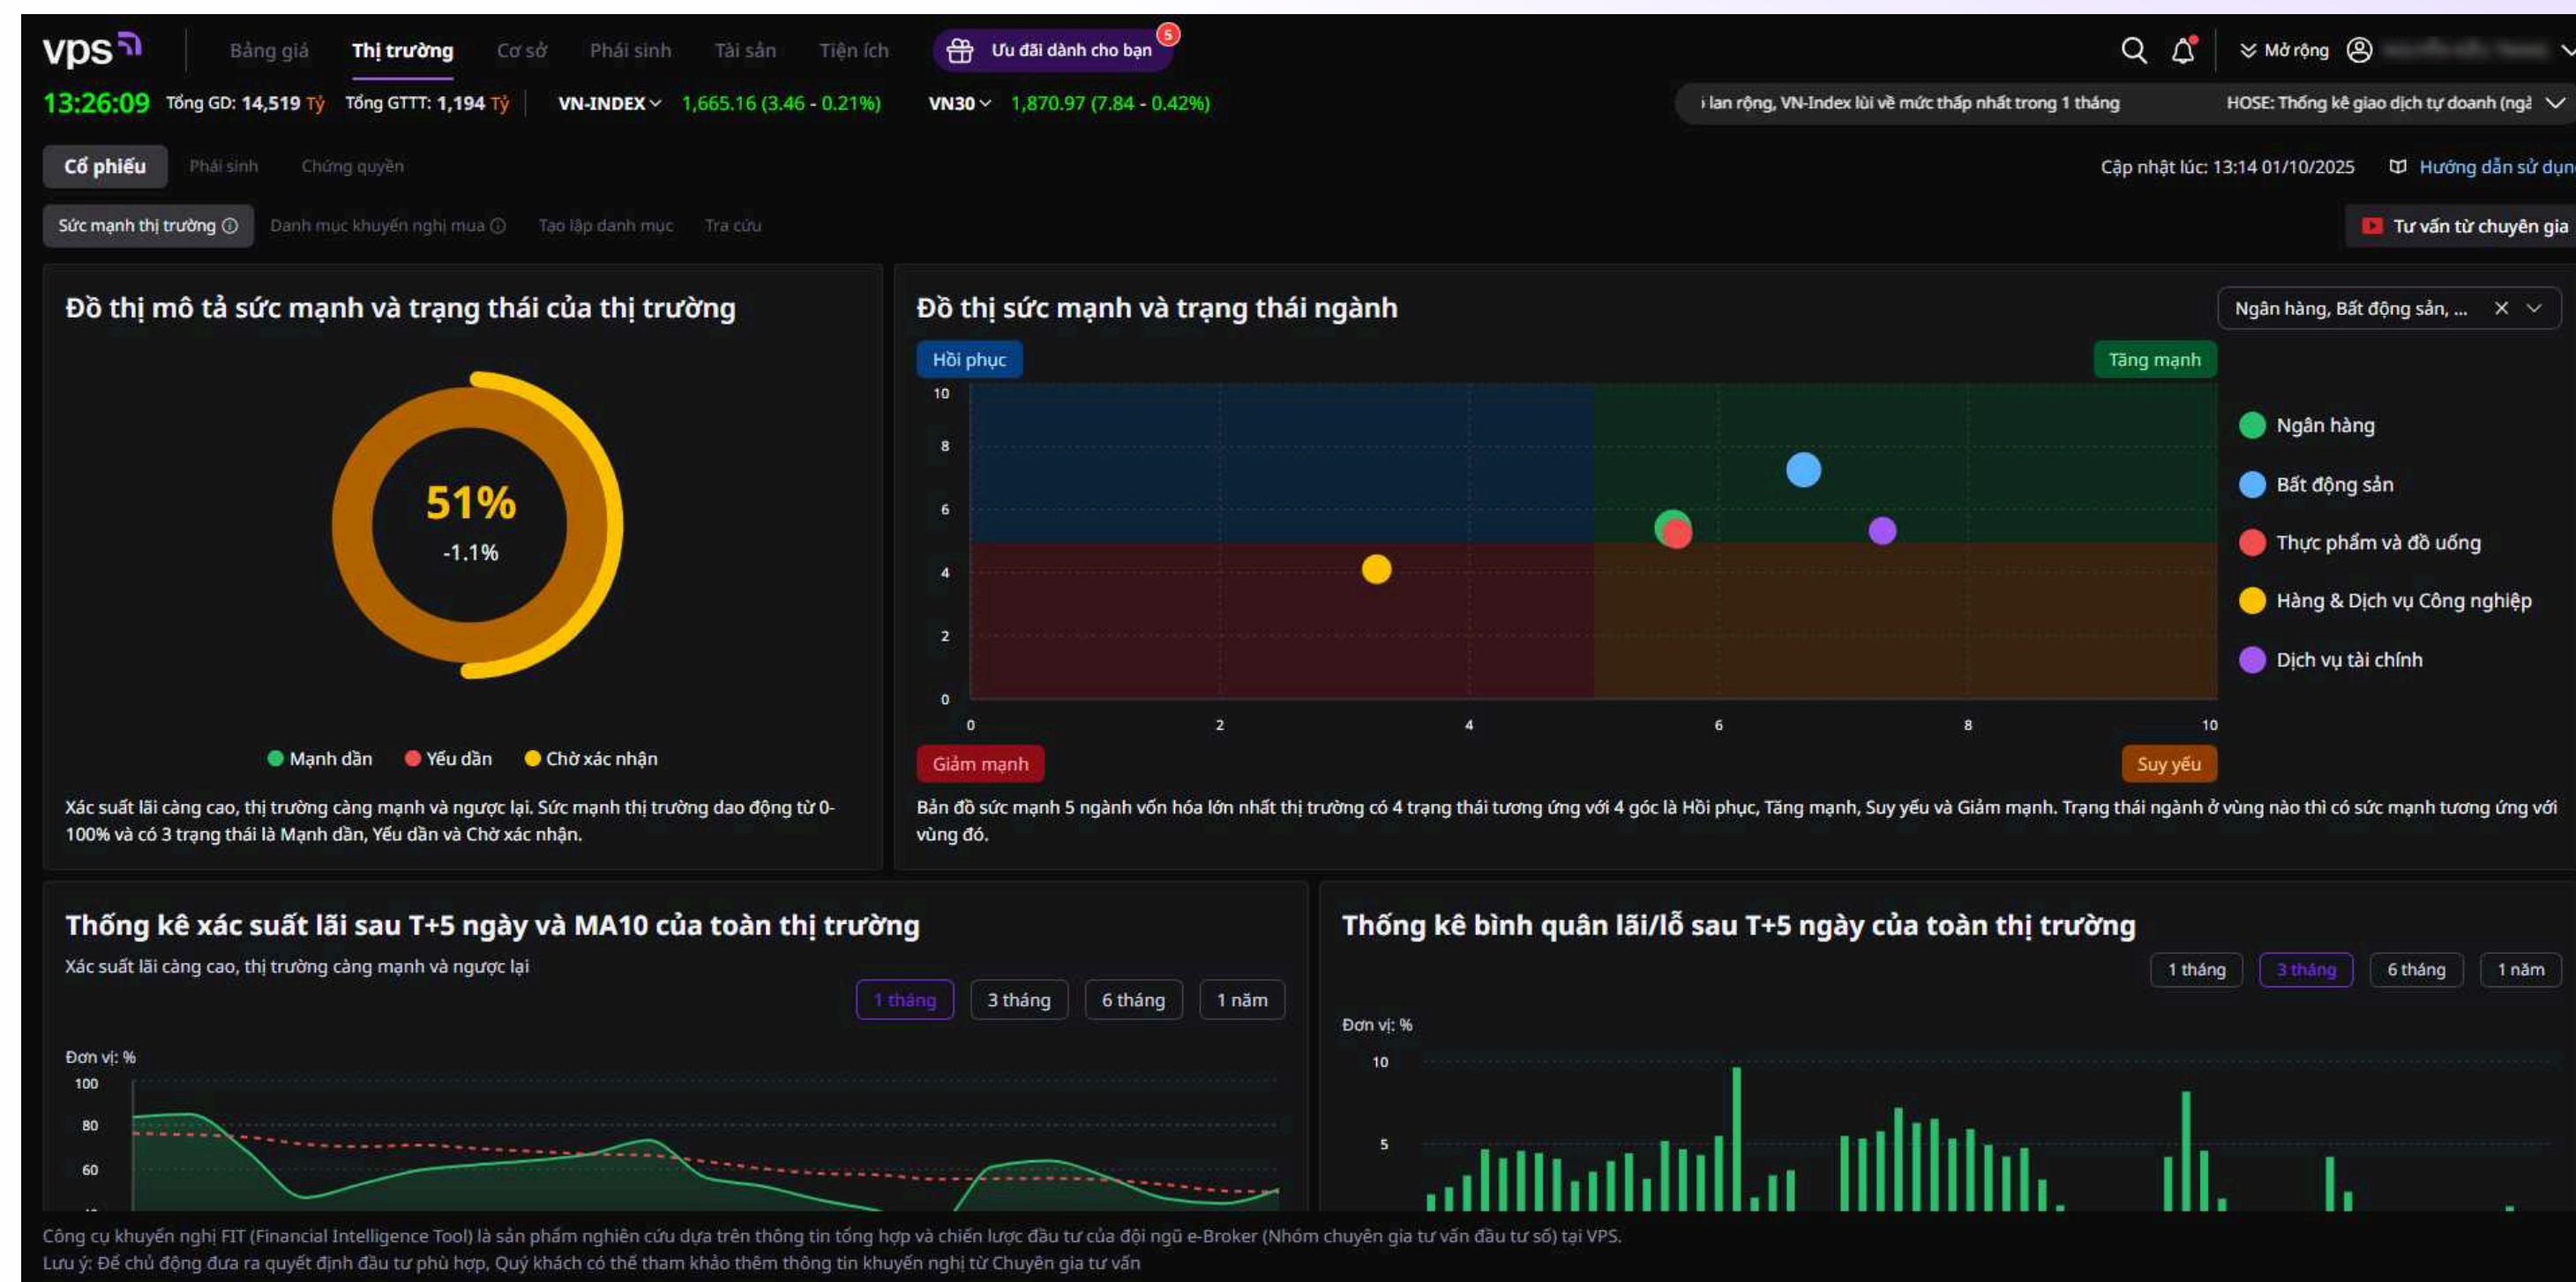 vps
Bảng giá Thị trường Cơ sở Phái sinh Tài sản Tiện ích Ưu đãi dành cho bạn 5 Mở rộng
13:26:09 Tổng GD: 14,519 Tỷ Tổng GTTT: 1,194 Tỷ VN-INDEX 1,665.16 (3.46 - 0.21%) VN30 1,870.97 (7.84 - 0.42%) lan rộng, VN-Index lùi về mức thấp nhất trong 1 tháng HOSE: Thống kê giao dịch tự doanh
Cổ phiếu Phái sinh Chứng quyền Cập nhật lúc: 13:14 01/10/2025 Hướng dẫn sử dụng
Sức mạnh thị trường Danh mục khuyến nghị mua Tạo lập danh mục Tra cứu Tư vấn từ chuyên gia
Đồ thị mô tả sức mạnh và trạng thái của thị trường
51%
-1.1%
Mạnh dần Yếu dần Chờ xác nhận
Xác suất lãi càng cao, thị trường càng mạnh và ngược lại. Sức mạnh thị trường dao động từ 0-
100% và có 3 trạng thái là Mạnh dần, Yếu dần và Chờ xác nhận.
Đồ thị sức mạnh và trạng thái ngành
Ngân hàng, Bất động sản, ...
Hồi phục Tăng mạnh
10
8
6
4
2
0
0 2 4 6 8 10
Giảm mạnh Suy yếu
Ngân hàng
Bất động sản
Thực phẩm và đồ uống
Hàng & Dịch vụ Công nghiệp
Dịch vụ tài chính
Bản đồ sức mạnh 5 ngành vốn hóa lớn nhất thị trường có 4 trạng thái tương ứng với 4 góc là Hồi phục, Tăng mạnh, Suy yếu và Giảm mạnh. Trạng thái ngành ở vùng nào thì có sức mạnh tương ứng với
vùng đó.
Thống kê xác suất lãi sau T+5 ngày và MA10 của toàn thị trường
Xác suất lãi càng cao, thị trường càng mạnh và ngược lại
1 tháng 3 tháng 6 tháng 1 năm
Đơn vị: %
100
80
60
Thống kê bình quân lãi/lỗ sau T+5 ngày của toàn thị trường
1 tháng 3 tháng 6 tháng 1 năm
Đơn vị: %
10
5
Công cụ khuyến nghị FIT (Financial Intelligence Tool) là sản phẩm nghiên cứu dựa trên thông tin tổng hợp và chiến lược đầu tư của đội ngũ e-Broker (Nhóm chuyên gia tư vấn đầu tư số) tại VPS.
Lưu ý: Để chủ động đưa ra quyết định đầu tư phù hợp, Quý khách có thể tham khảo thêm thông tin khuyến nghị từ Chuyên gia tư vấn